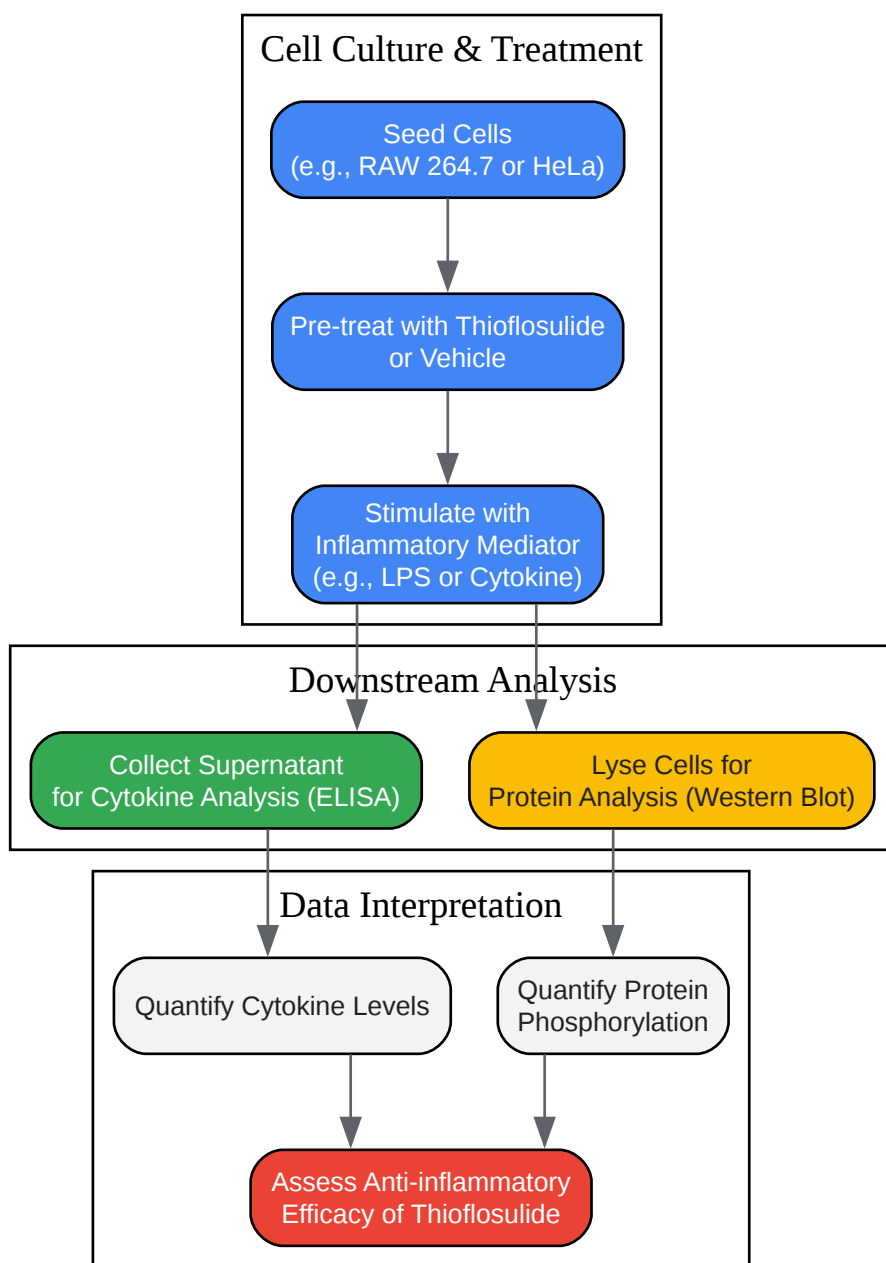 Cell Culture & Treatment
Seed Cells
(e.g., RAW 264.7 or HeLa)
Pre-treat with Thioflosulide
or Vehicle
Stimulate with
Inflammatory Mediator
(e.g., LPS or Cytokine)
Downstream Analysis
Collect Supernatant
for Cytokine Analysis (ELISA)
Lyse Cells for
Protein Analysis (Western Blot)
Data Interpretation
Quantify Cytokine Levels
Quantify Protein
Phosphorylation
Assess Anti-inflammatory
Efficacy of Thioflosulide